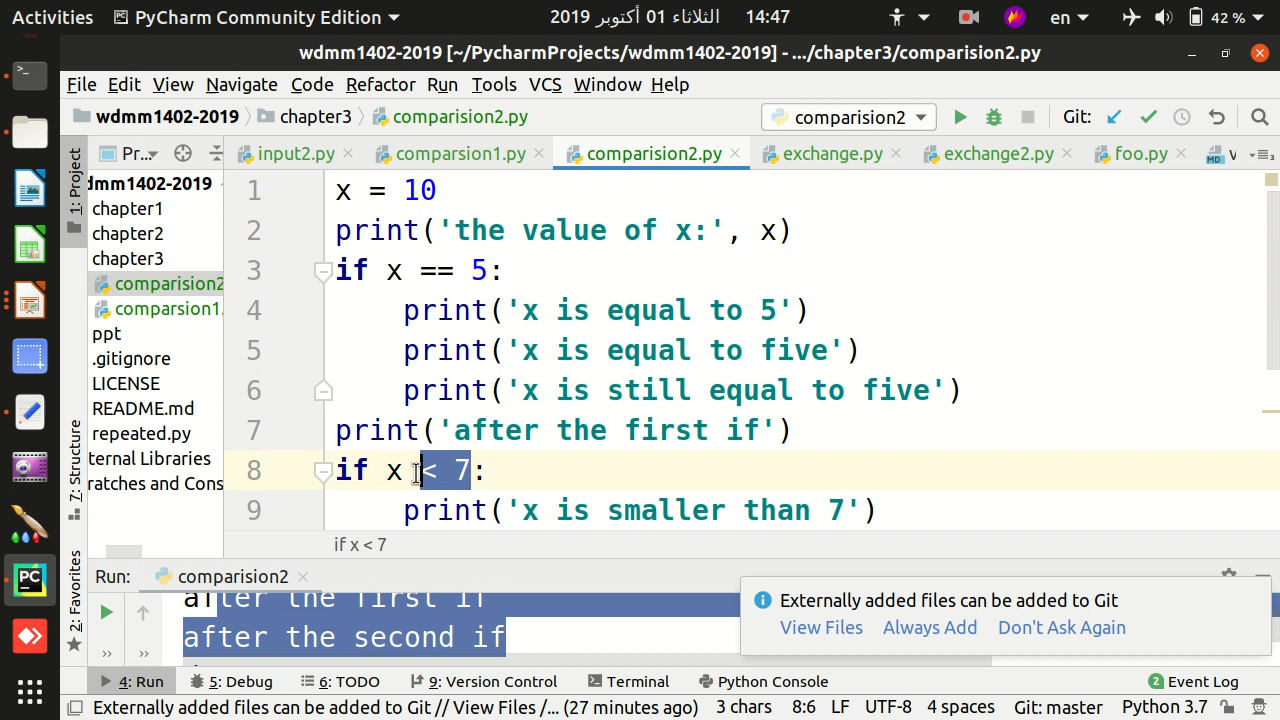 Activities PyCharm Community Edition 14:47 الثلاثاء 01 أكتوبر 2019 en 42 %
wdmm1402-2019 [~/PycharmProjects/wdmm1402-2019] - .../chapter3/comparision2.py
File Edit View Navigate Code Refactor Run Tools VCS Window Help
wdmm1402-2019 chapter3 comparision2.py comparision2 Git:
1: Project
Pr... input2.py comparsion1.py comparision2.py exchange.py exchange2.py foo.py
dmm1402-2019
chapter1
chapter2
chapter3
comparision2
comparsion1.
ppt
.gitignore
LICENSE
README.md
repeated.py
ternal Libraries
ratches and Cons
1 x = 10
2 print('the value of x:', x)
3 if x == 5:
4 print('x is equal to 5')
5 print('x is equal to five')
6 print('x is still equal to five')
7 print('after the first if')
8 if x < 7:
9 print('x is smaller than 7')
if x < 7
7: Structure
2: Favorites
Run: comparision2
after the first if
after the second if
Externally added files can be added to Git
View Files Always Add Don't Ask Again
4: Run 5: Debug 6: TODO 9: Version Control Terminal Python Console 2 Event Log
Externally added files can be added to Git // View Files /... (27 minutes ago) 3 chars 8:6 LF UTF-8 4 spaces Git: master Python 3.7